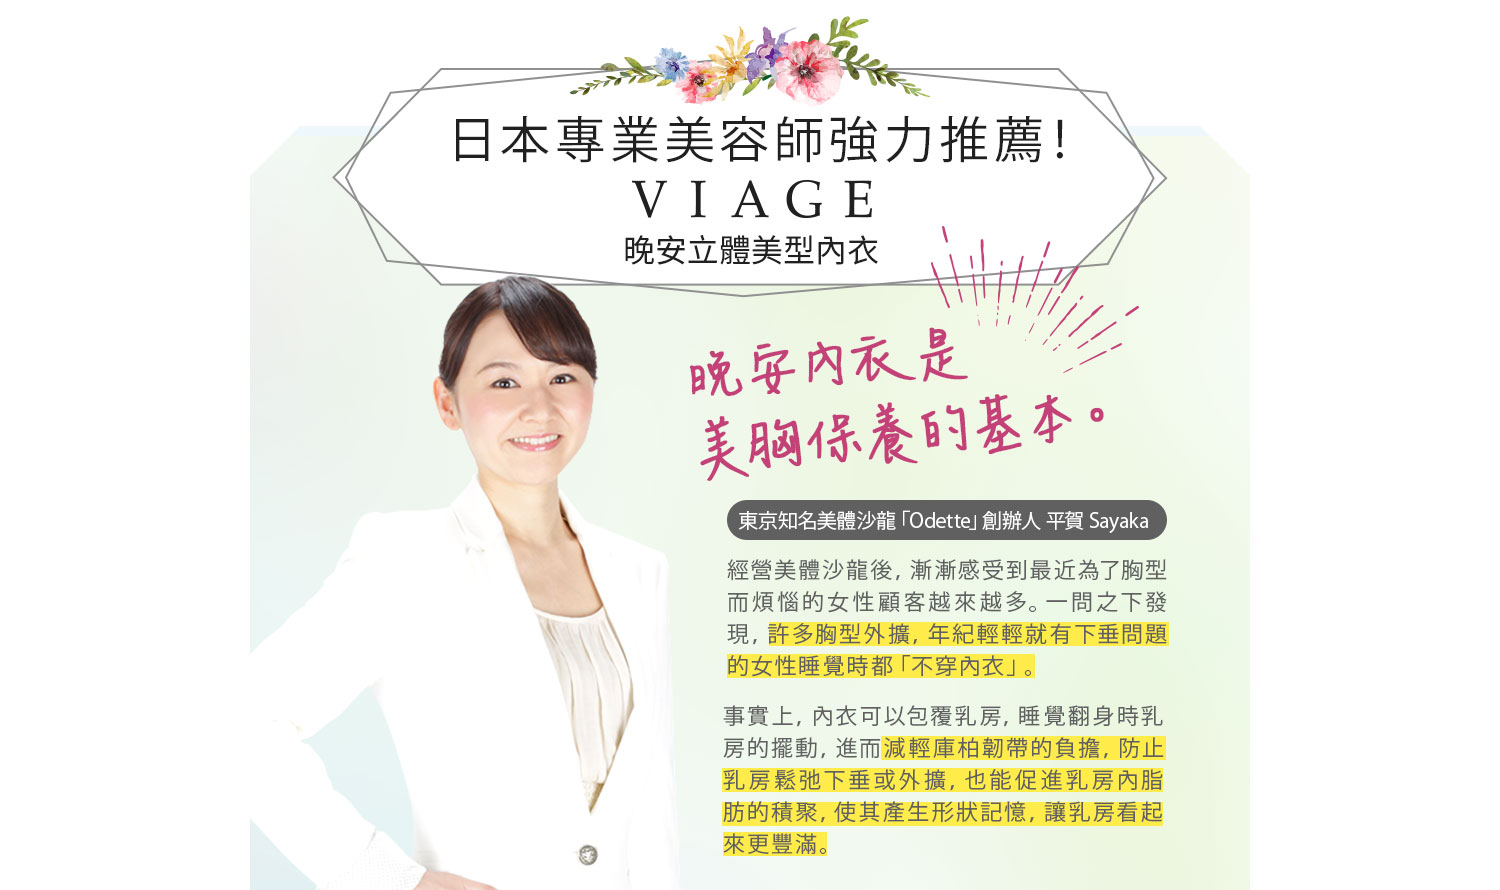 日本專業美容師強力推薦!
VIAGE
晚安立體美型內衣
晚安內衣是
美胸保養的基本。
東京知名美體沙龍「Odette」創辦人 平賀 Sayaka
經營美體沙龍後, 漸漸感受到最近為了胸型
而煩惱的女性顧客越來越多。一問之下發
現, 許多胸型外擴, 年紀輕輕就有下垂問題
的女性睡覺時都「不穿內衣」。
事實上, 內衣可以包覆乳房, 睡覺翻身時乳
房的擺動, 進而減輕庫柏韌帶的負擔, 防止
乳房鬆弛下垂或外擴, 也能促進乳房內脂
肪的積聚, 使其產生形狀記憶, 讓乳房看起
來更豐滿。